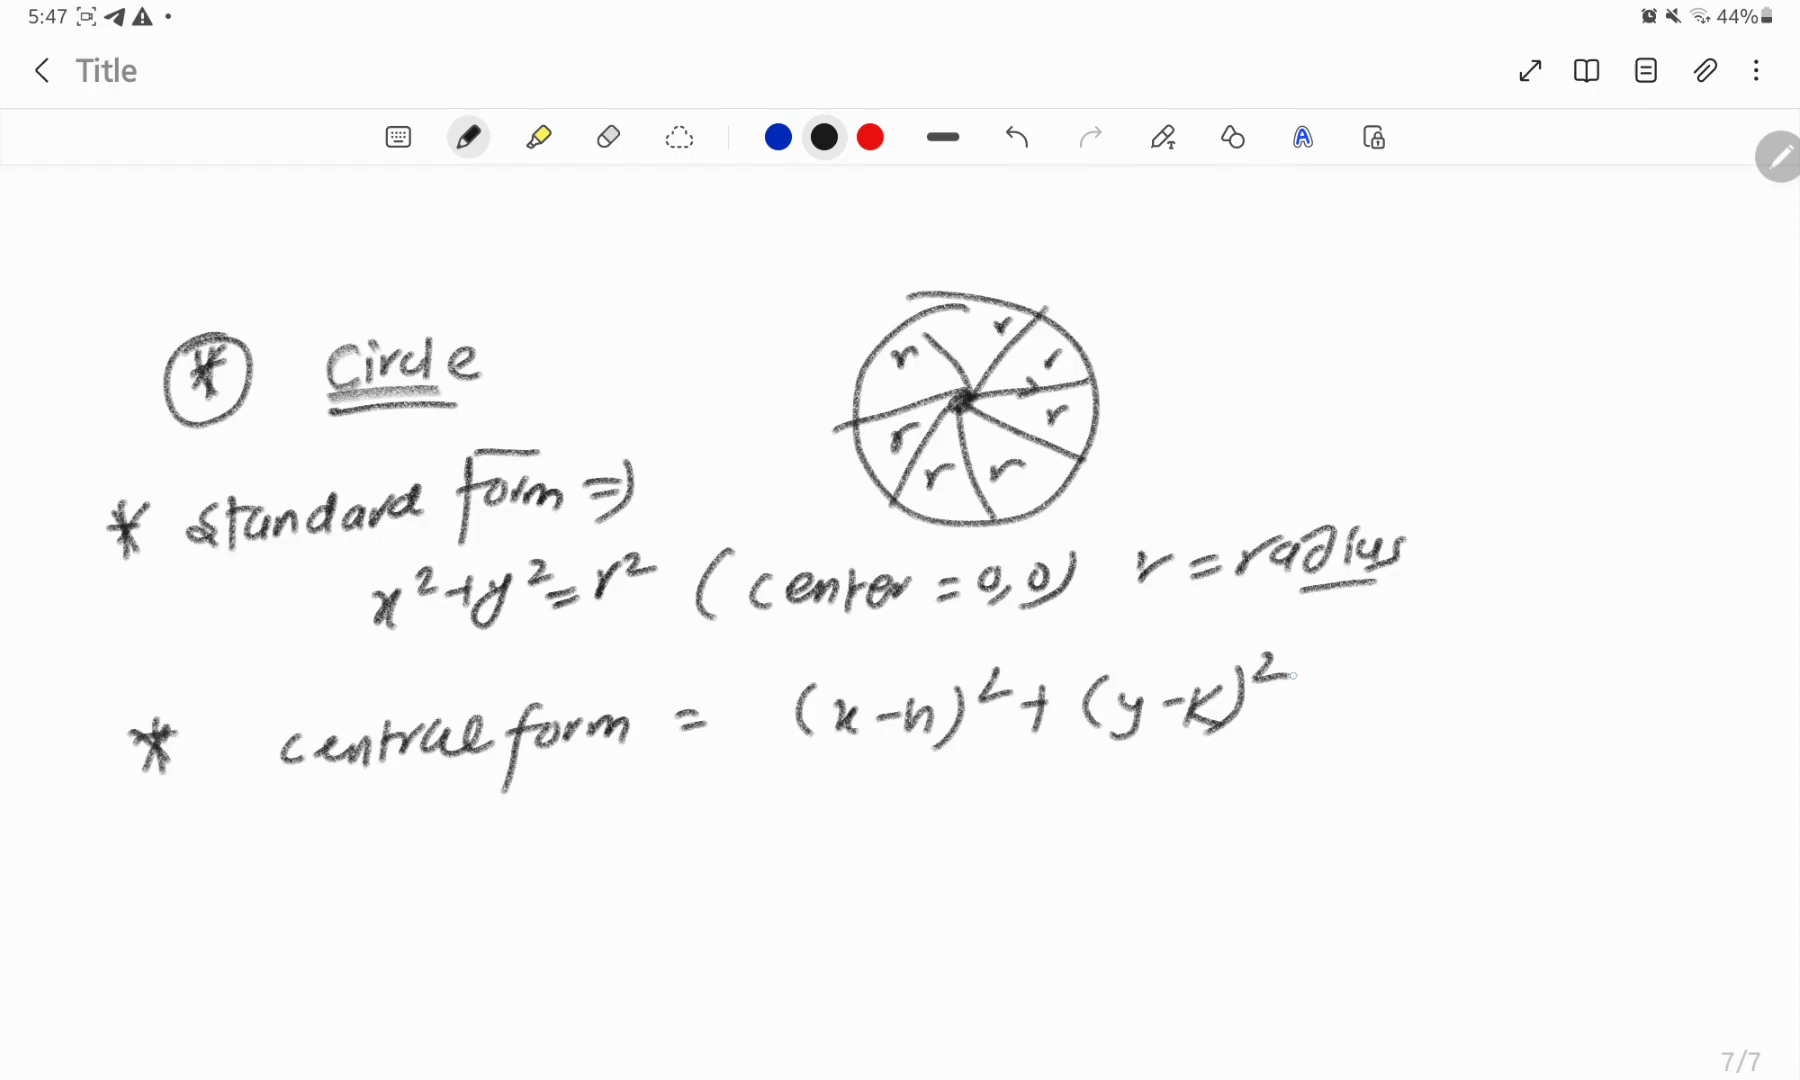 5:47
44%
Title
Circle
r r r r r r r r
* standard form ⇒
x²+y²=r² (center = 0,0) r = radius
* central form = (x-h)²+(y-k)²
7/7